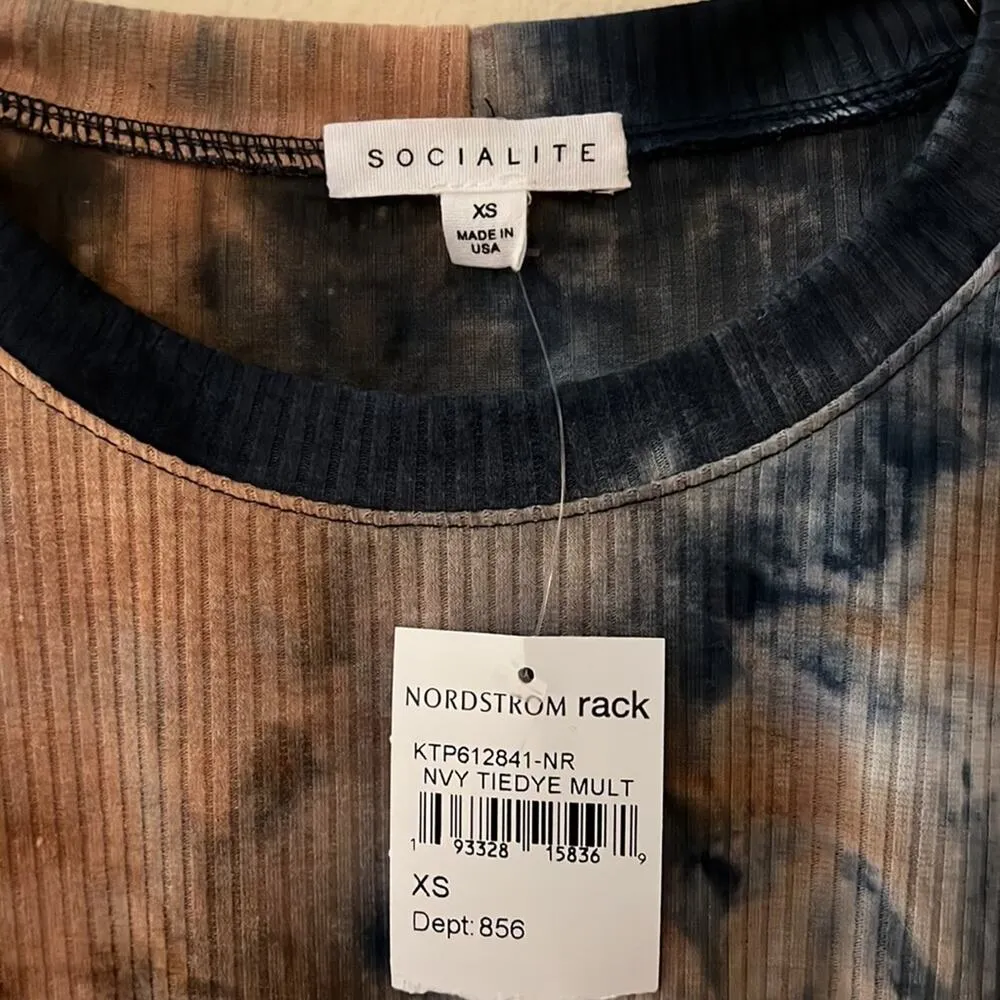 SOCIALITE
XS
MADE IN
USA
NORDSTROM rack
KTP612841-NR
NVY TIEDYE MULT
1 93328 15836 9
XS
Dept: 856